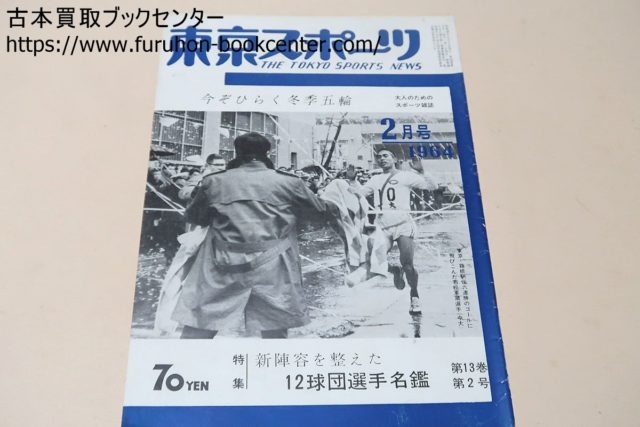 古本買取ブックセンター
https://www.furuhon-bookcenter.com/
東京スポーツ
THE TOKYO SPORTS NEWS
今ぞひらく冬季五輪
大人のための
スポーツ雑誌
2月号
1964
特集
新陣容を整えた
12球団選手名鑑
70YEN
第13巻
第2号